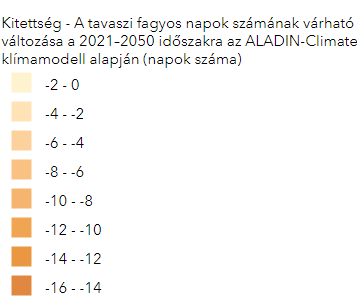 Kitettség - A tavaszi fagyos napok számának várható
változása a 2021–2050 időszakra az ALADIN-Climate
klímamodell alapján (napok száma)
-2 - 0
-4 - -2
-6 - -4
-8 - -6
-10 - -8
-12 - -10
-14 - -12
-16 - -14